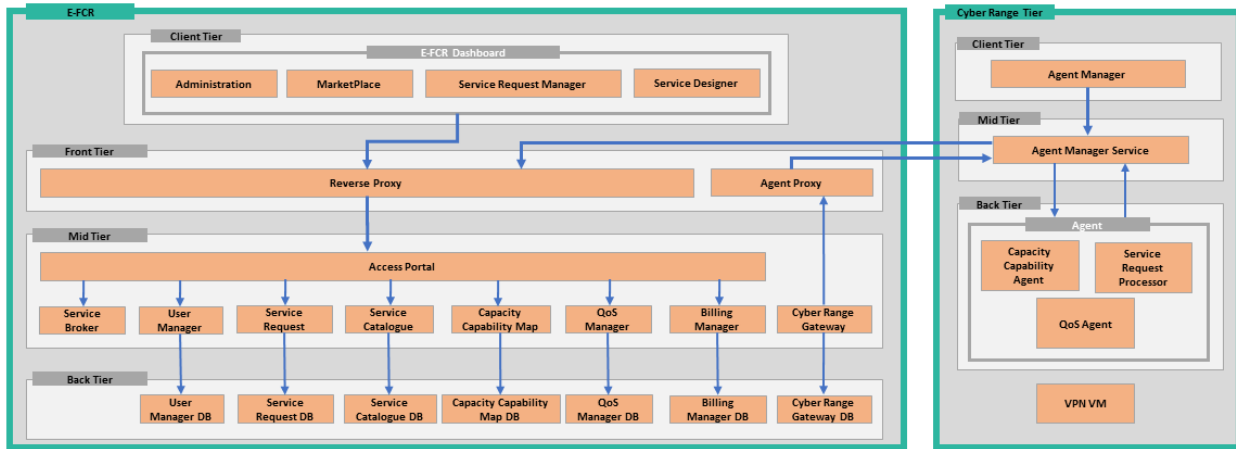 E-FCR
Client Tier
E-FCR Dashboard
Administration
MarketPlace
Service Request Manager
Service Designer
Front Tier
Reverse Proxy
Agent Proxy
Mid Tier
Access Portal
Service
Broker
User
Manager
Service
Request
Service
Catalogue
Capacity
Capability Map
QoS
Manager
Billing
Manager
Cyber Range
Gateway
Back Tier
User
Manager DB
Service
Request DB
Service
Catalogue DB
Capacity Capability
Map DB
QoS
Manager DB
Billing
Manager DB
Cyber Range
Gateway DB
Cyber Range Tier
Client Tier
Agent Manager
Mid Tier
Agent Manager Service
Back Tier
Agent
Capacity
Capability
Agent
Service
Request
Processor
QoS Agent
VPN VM